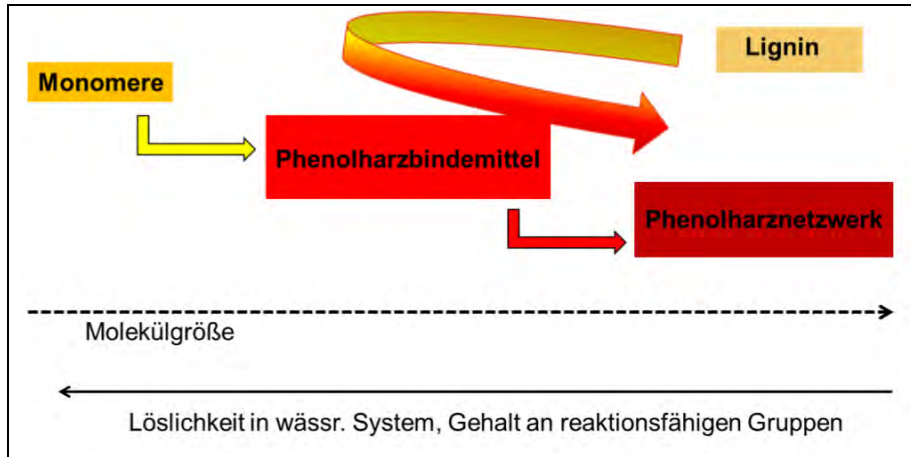 Lignin
Monomere
Phenolharzbindemittel
Phenolharznetzwerk
Molekülgröße
Löslichkeit in wässr. System, Gehalt an reaktionsfähigen Gruppen